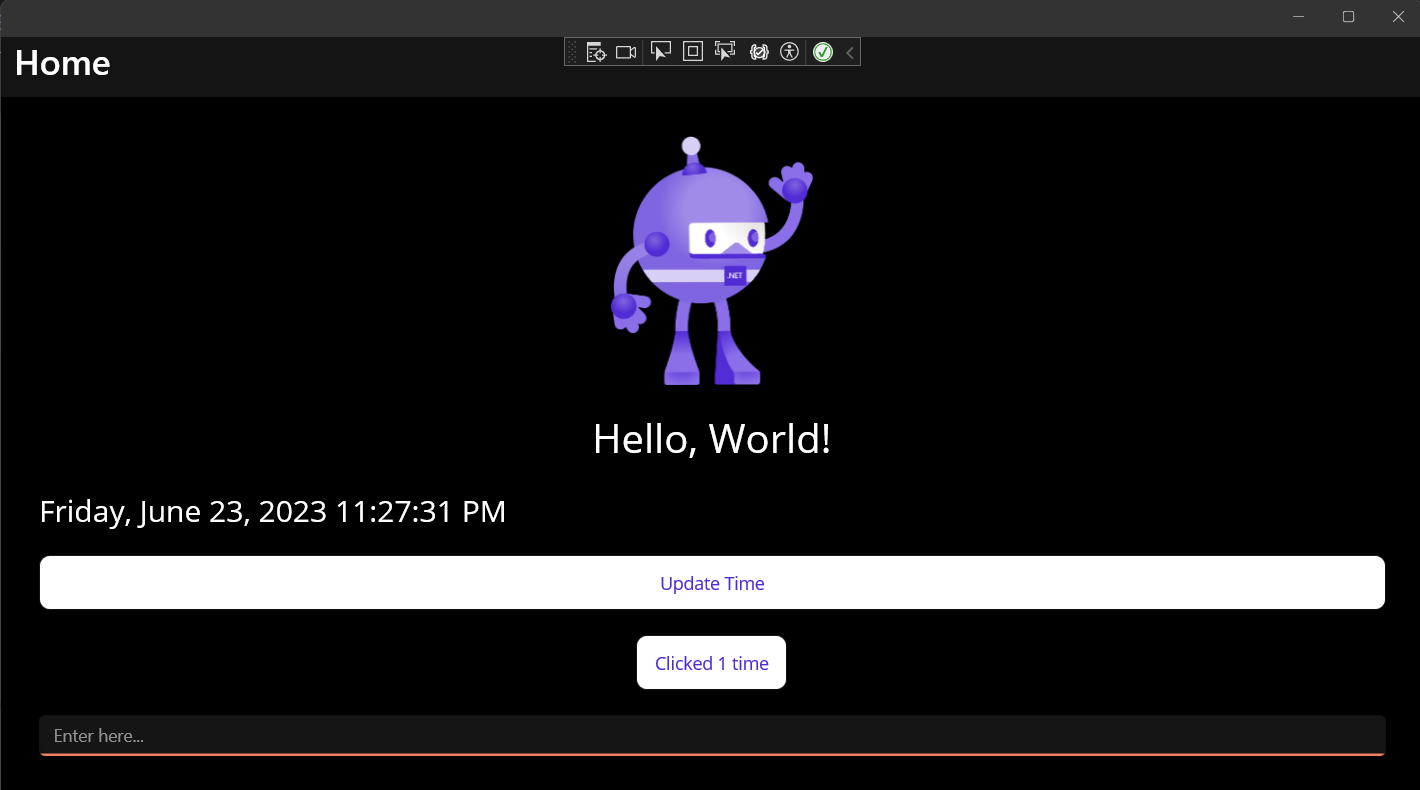 Home
.NET
Hello, World!
Friday, June 23, 2023 11:27:31 PM
Update Time
Clicked 1 time
Enter here...